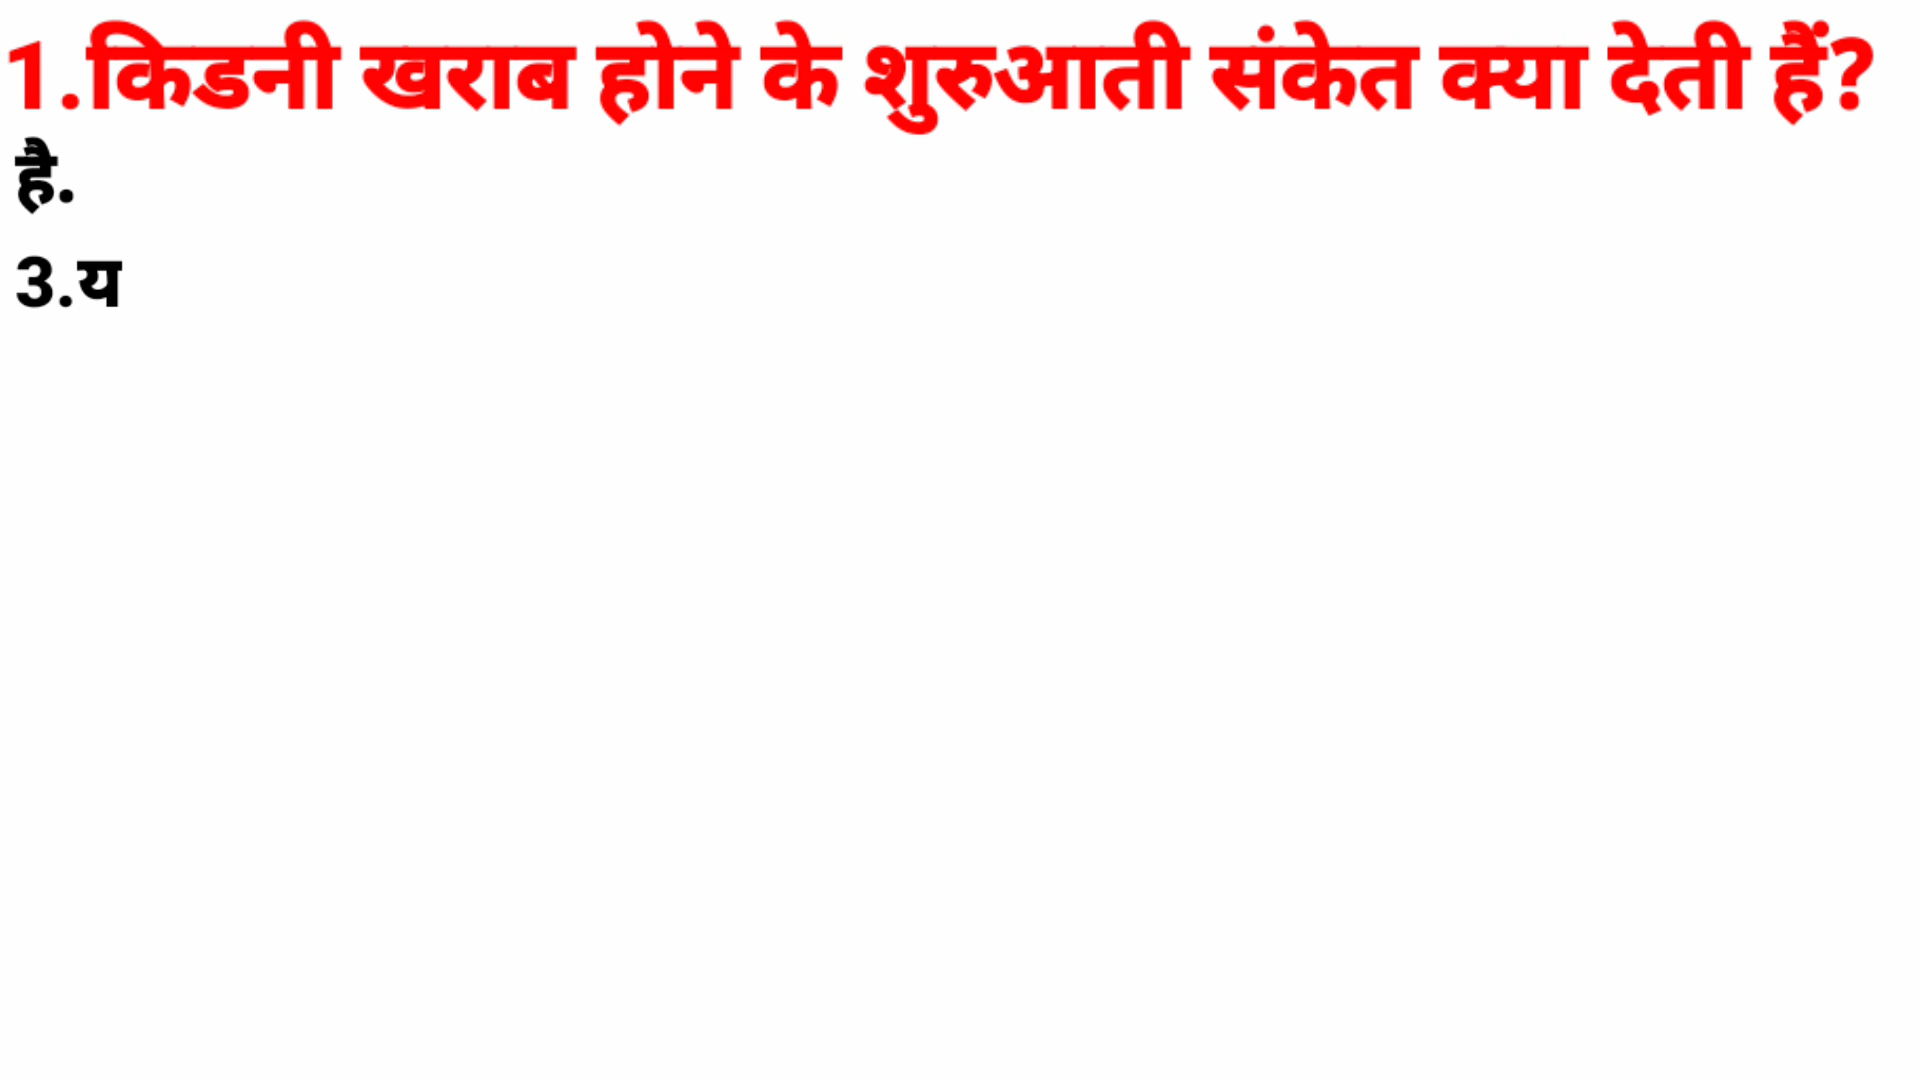 1.किडनी खराब होने के शुरुआती संकेत क्या देती हैं?
है.
3.य